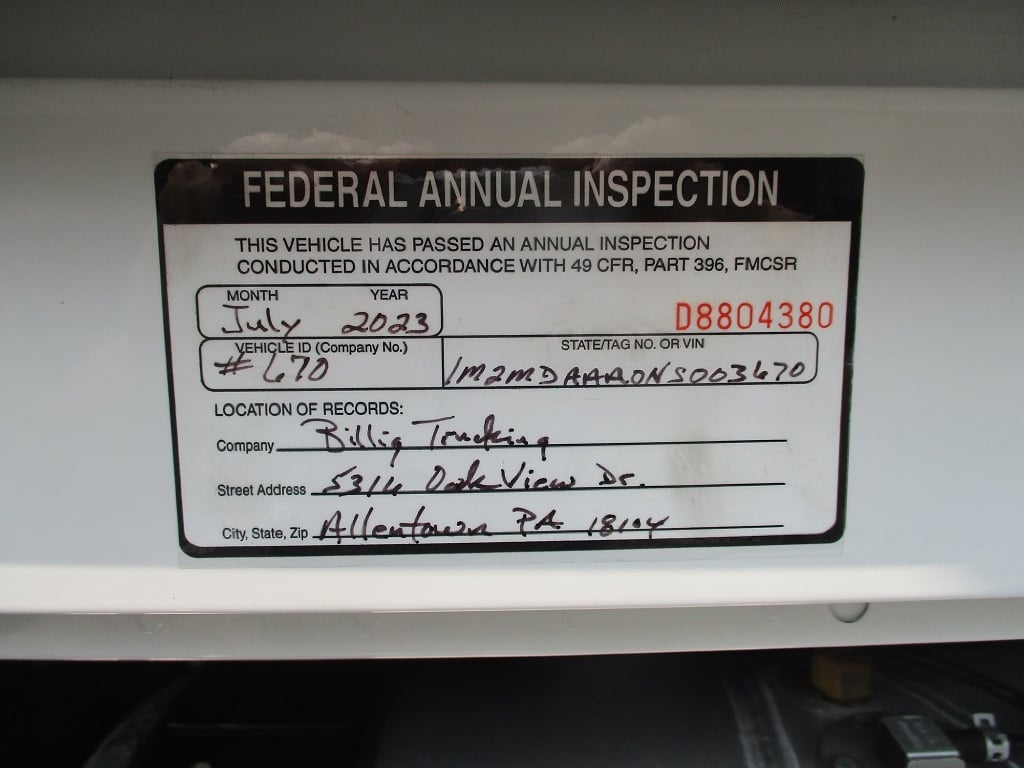 FEDERAL ANNUAL INSPECTION
THIS VEHICLE HAS PASSED AN ANNUAL INSPECTION
CONDUCTED IN ACCORDANCE WITH 49 CFR, PART 396, FMCSR
MONTH YEAR
July 2023
D8804380
VEHICLE ID (Company No.) STATE/TAG NO. OR VIN
#670 1M2MDAAA0NS003670
LOCATION OF RECORDS:
Company Billig Trucking
Street Address 5316 Oak View Dr.
City, State, Zip Allentown PA 18104